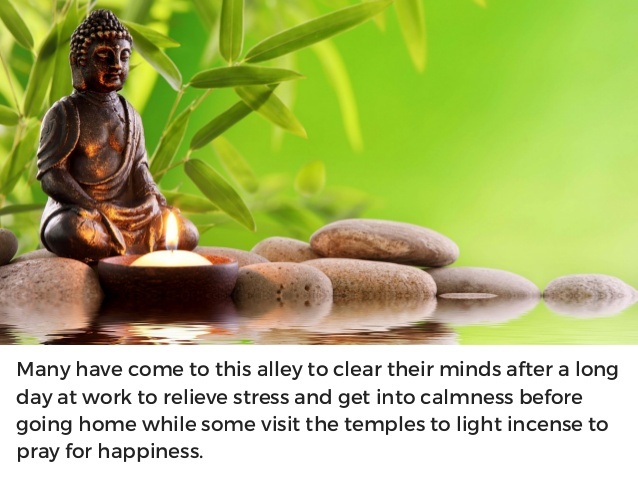 Many have come to this alley to clear their minds after a long
day at work to relieve stress and get into calmness before
going home while some visit the temples to light incense to
pray for happiness.